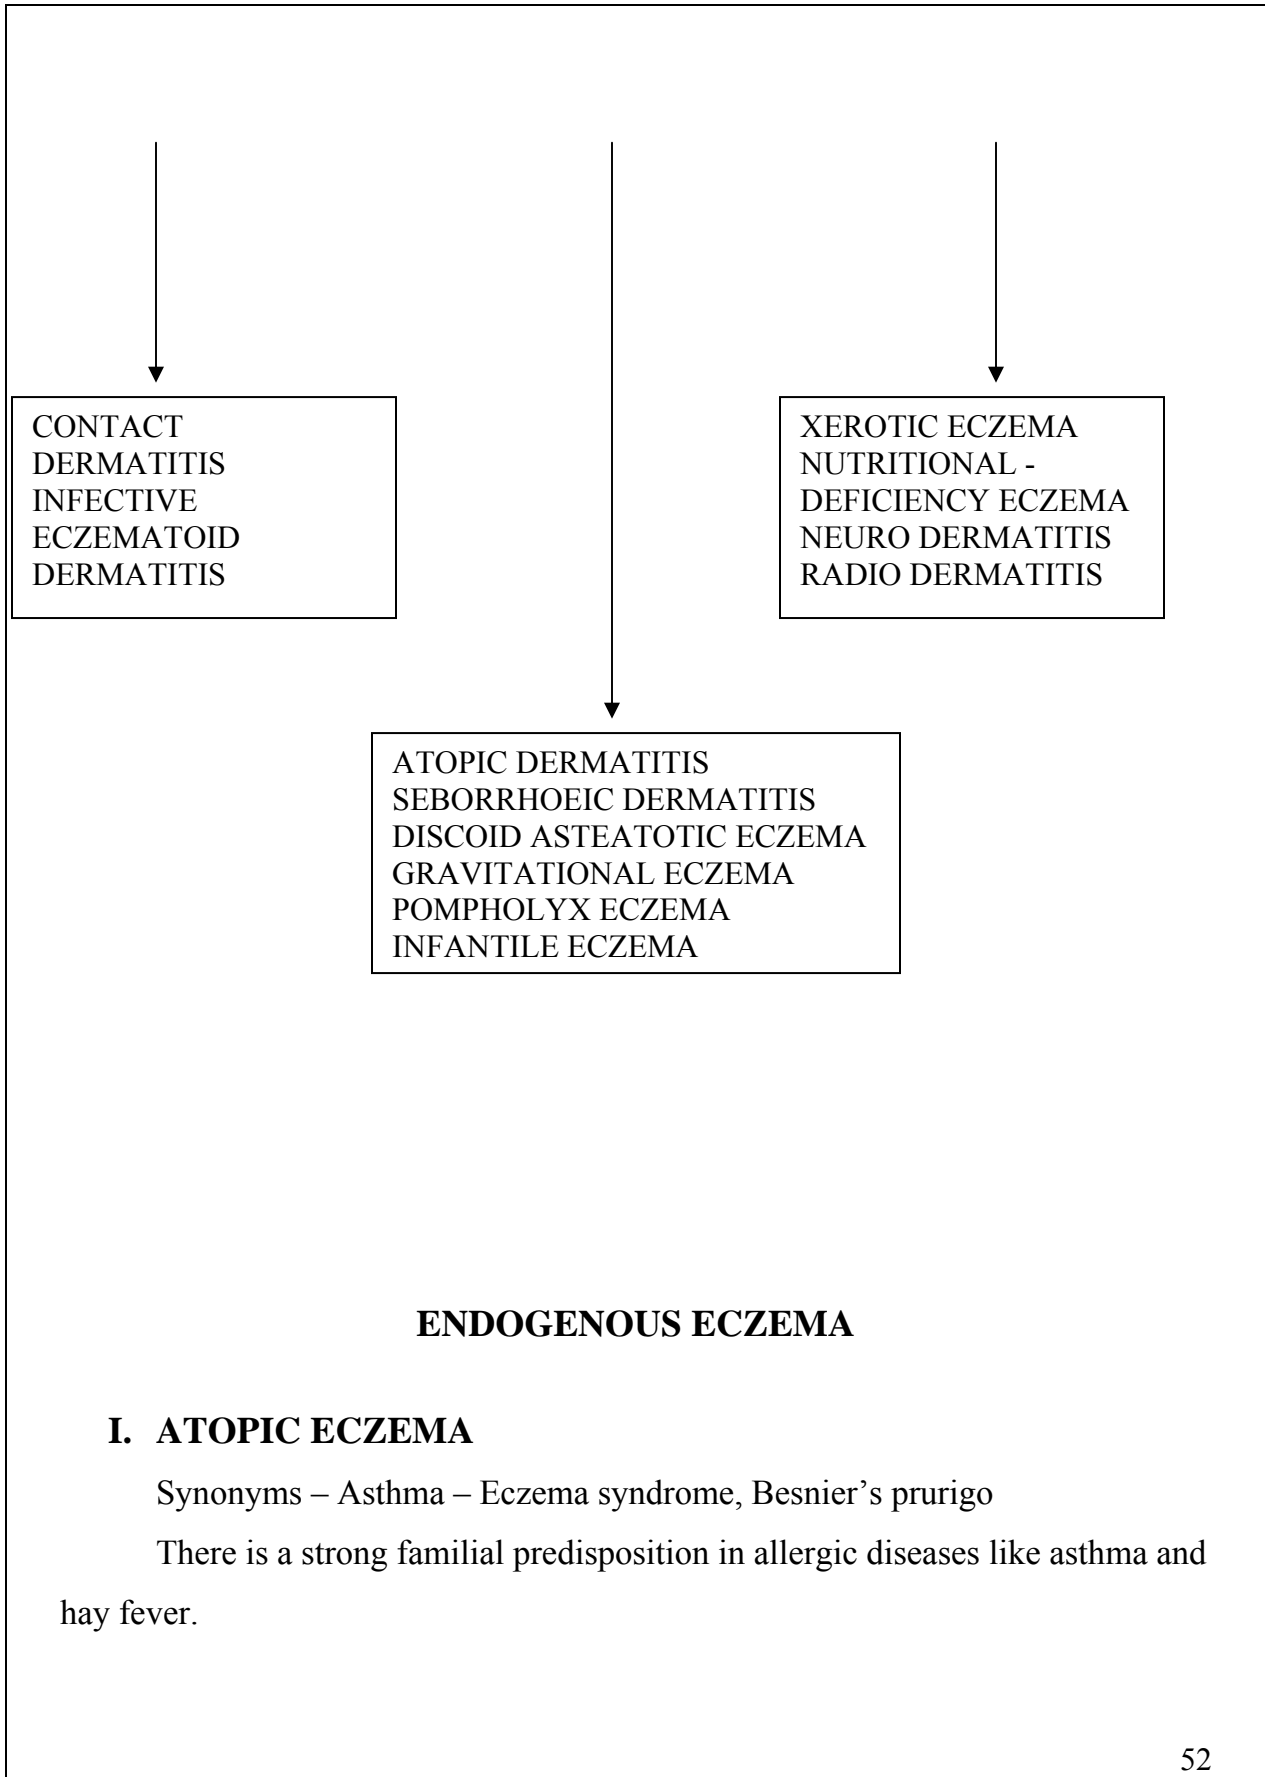 CONTACT
DERMATITIS
INFECTIVE
ECZEMATOID
DERMATITIS
XEROTIC ECZEMA
NUTRITIONAL -
DEFICIENCY ECZEMA
NEURO DERMATITIS
RADIO DERMATITIS
ATOPIC DERMATITIS
SEBORRHOEIC DERMATITIS
DISCOID ASTEATOTIC ECZEMA
GRAVITATIONAL ECZEMA
POMPHOLYX ECZEMA
INFANTILE ECZEMA
ENDOGENOUS ECZEMA
I. ATOPIC ECZEMA
Synonyms – Asthma – Eczema syndrome, Besnier’s prurigo
There is a strong familial predisposition in allergic diseases like asthma and
hay fever.
52